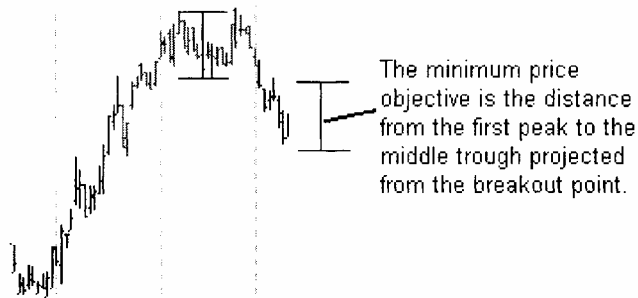 The minimum price
objective is the distance
from the first peak to the
middle trough projected
from the breakout point.